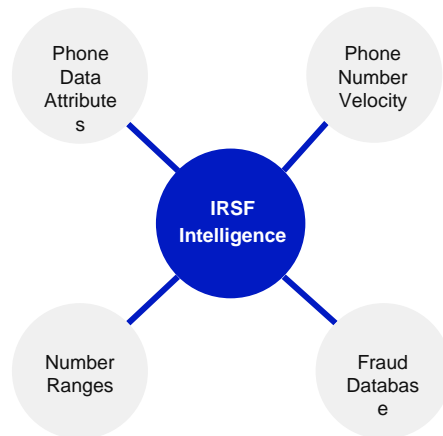 Phone
Data
Attribute
s
Phone
Number
Velocity
IRSF
Intelligence
Number
Ranges
Fraud
Databas
e